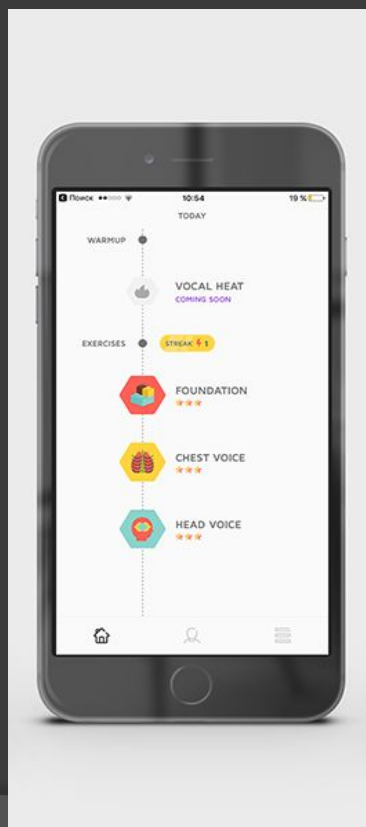 Поиск 10:54 19 %
TODAY
WARMUP
VOCAL HEAT
COMING SOON
EXERCISES STREAK 1
FOUNDATION
CHEST VOICE
HEAD VOICE